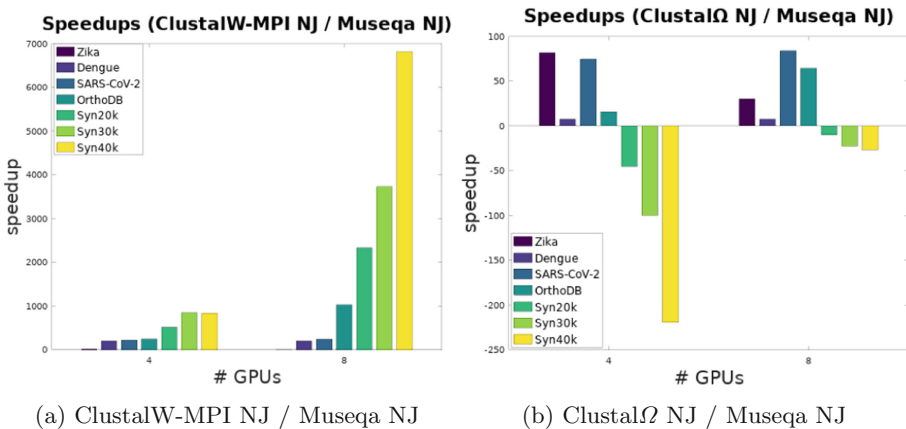 Speedups (ClustalW-MPI NJ / Museqa NJ)
7000
6000
5000
4000
3000
2000
1000
0
speedup
Zika
Dengue
SARS-CoV-2
OrthoDB
Syn20k
Syn30k
Syn40k
4
8
# GPUs
(a) ClustalW-MPI NJ / Museqa NJ
Speedups (ClustalΩ NJ / Museqa NJ)
100
50
0
-50
-100
-150
-200
-250
speedup
Zika
Dengue
SARS-CoV-2
OrthoDB
Syn20k
Syn30k
Syn40k
4
8
# GPUs
(b) ClustalΩ NJ / Museqa NJ